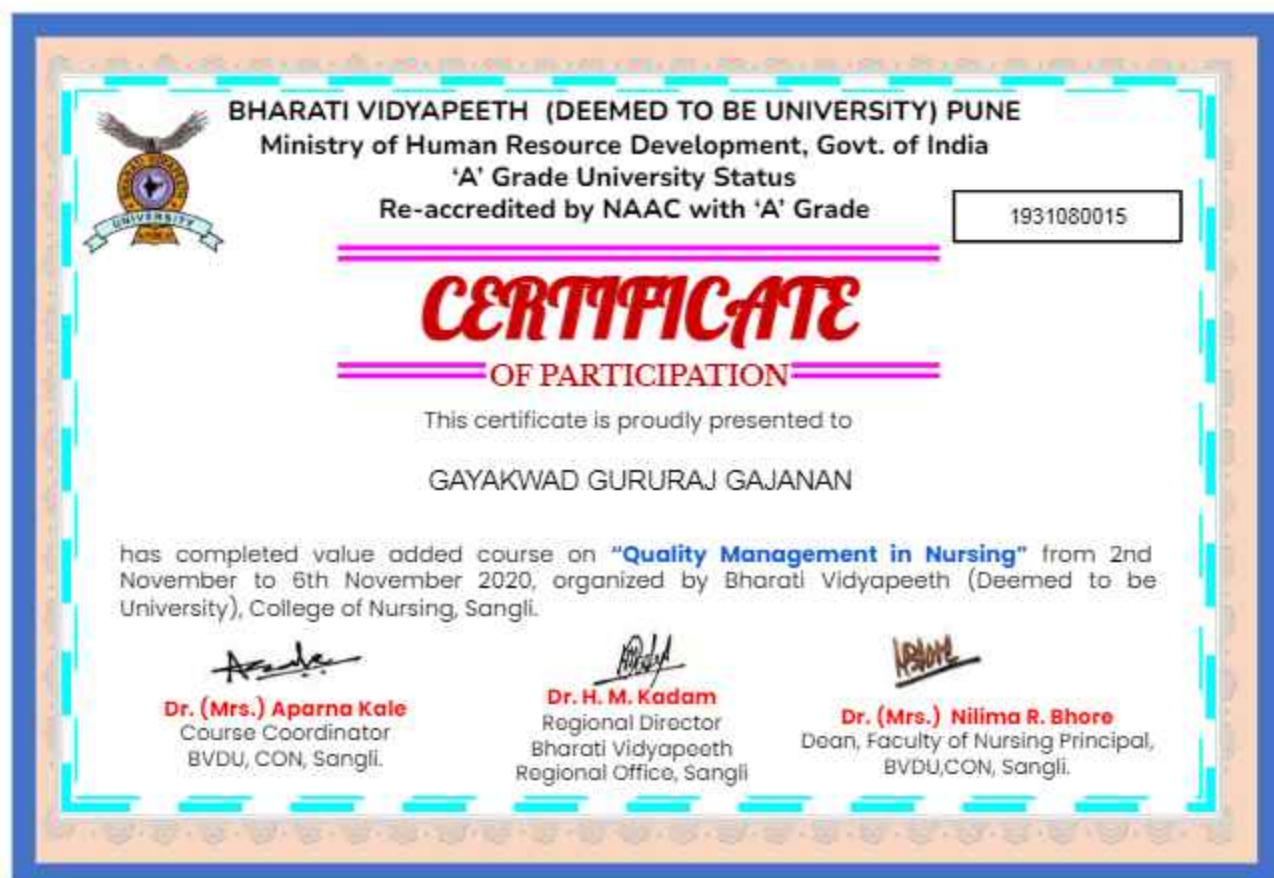 BHARATI VIDYAPEETH (DEEMED TO BE UNIVERSITY) PUNE
Ministry of Human Resource Development, Govt. of India
‘A’ Grade University Status
Re-accredited by NAAC with ‘A’ Grade
1931080015
BHARATI VIDYAPEETH
UNIVERSITY
CERTIFICATE
OF PARTICIPATION
This certificate is proudly presented to
GAYAKWAD GURURAJ GAJANAN
has completed value added course on “Quality Management in Nursing” from 2nd
November to 6th November 2020, organized by Bharati Vidyapeeth (Deemed to be
University), College of Nursing, Sangli.
Dr. (Mrs.) Aparna Kale
Course Coordinator
BVDU, CON, Sangli.
Dr. H. M. Kadam
Regional Director
Bharati Vidyapeeth
Regional Office, Sangli
Dr. (Mrs.) Nilima R. Bhore
Dean, Faculty of Nursing Principal,
BVDU,CON, Sangli.